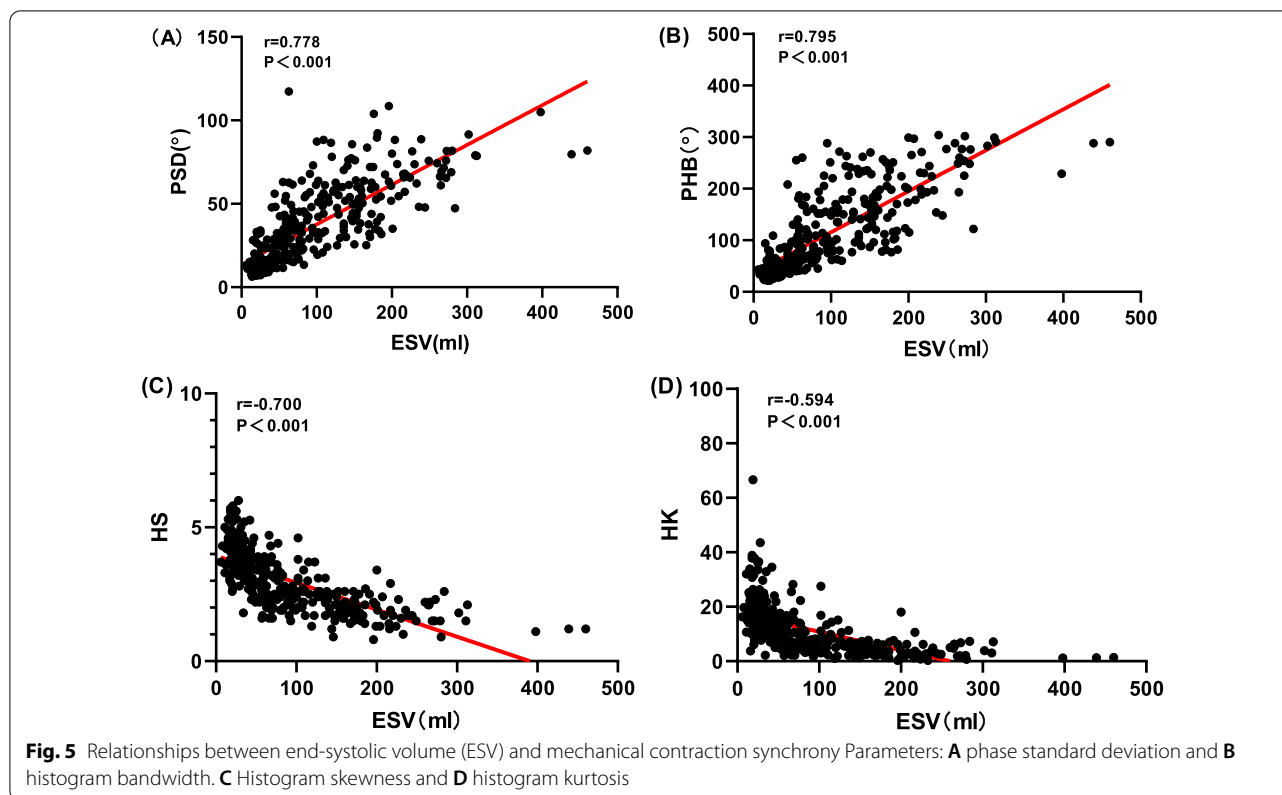 (A)
r=0.778
P＜0.001
PSD(°)
150
100
50
0
0 100 200 300 400 500
ESV(ml)
(B)
r=0.795
P＜0.001
PHB(°)
500
400
300
200
100
0
0 100 200 300 400 500
ESV(ml)
(C)
r=-0.700
P＜0.001
HS
10
5
0
0 100 200 300 400 500
ESV(ml)
(D)
r=-0.594
P＜0.001
HK
100
80
60
40
20
0
0 100 200 300 400 500
ESV(ml)
Fig. 5 Relationships between end-systolic volume (ESV) and mechanical contraction synchrony Parameters: A phase standard deviation and B
histogram bandwidth. C Histogram skewness and D histogram kurtosis